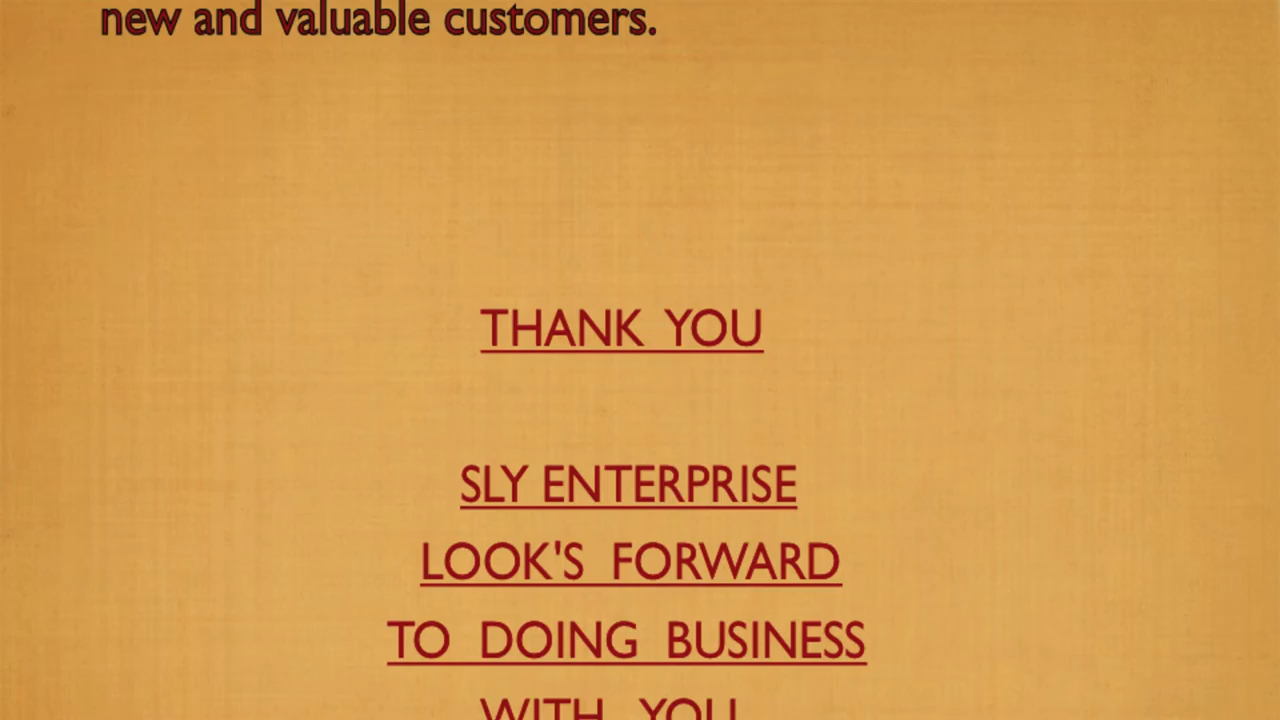 new and valuable customers.
THANK YOU
SLY ENTERPRISE
LOOK'S FORWARD
TO DOING BUSINESS
WITH YOU